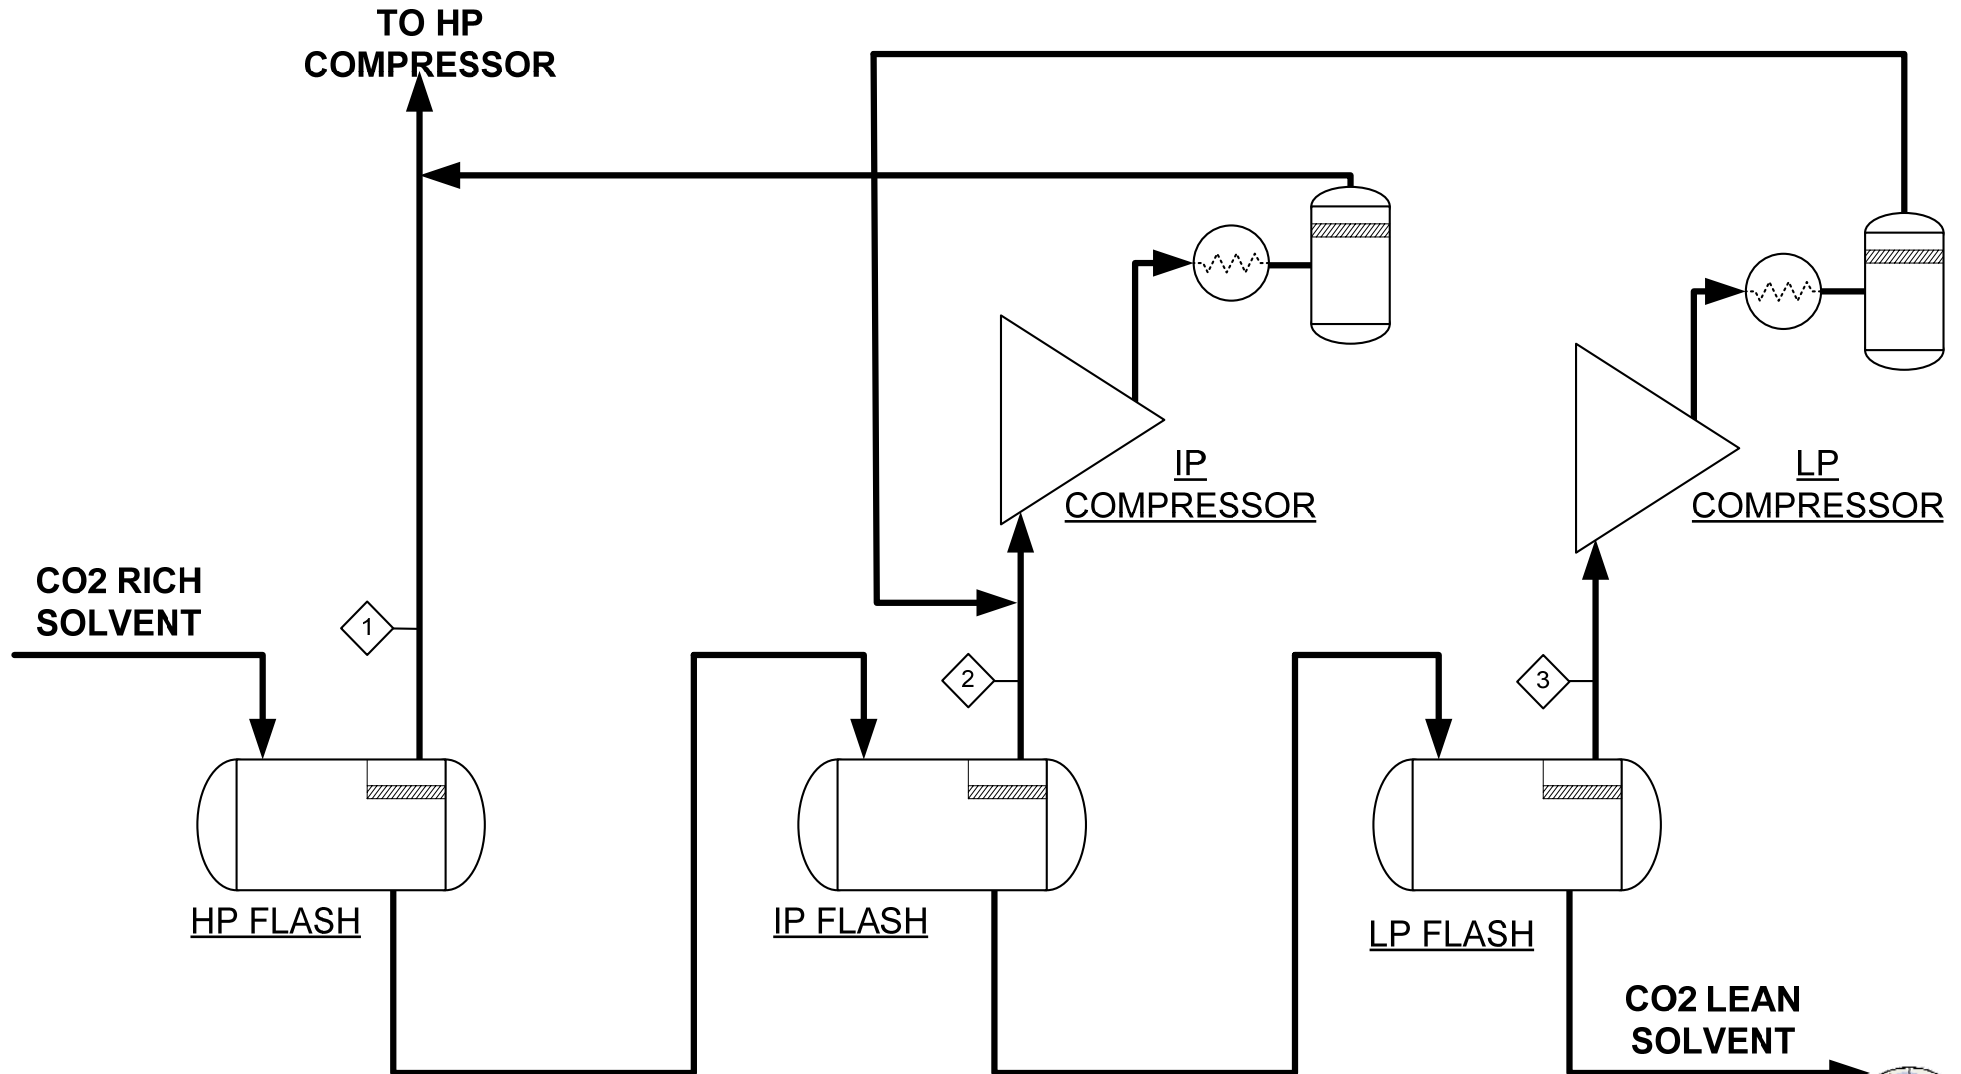 TO HP
COMPRESSOR
IP
COMPRESSOR
LP
COMPRESSOR
CO2 RICH
SOLVENT
1
2
3
HP FLASH
IP FLASH
LP FLASH
CO2 LEAN
SOLVENT